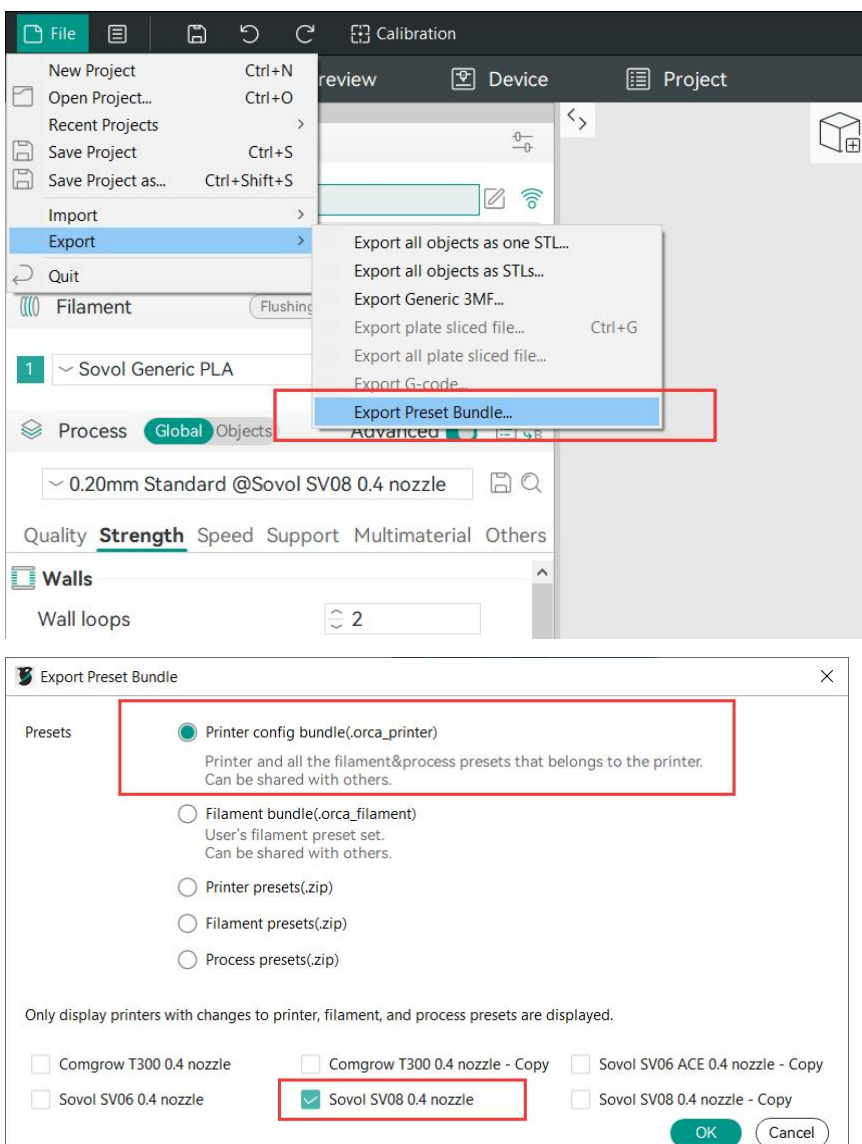 File
Calibration
New Project Ctrl+N
Open Project... Ctrl+O
Recent Projects
Save Project Ctrl+S
Save Project as... Ctrl+Shift+S
Import
Export
Quit
review Device Project
Export all objects as one STL...
Export all objects as STLs...
Export Generic 3MF...
Export plate sliced file... Ctrl+G
Export all plate sliced file...
Export G-code...
Export Preset Bundle...
Filament Flushing
1 Sovol Generic PLA
Process Global Objects Advanced
0.20mm Standard @Sovol SV08 0.4 nozzle
Quality Strength Speed Support Multimaterial Others
Walls
Wall loops 2
Export Preset Bundle
Presets
Printer config bundle(.orca_printer)
Printer and all the filament&process presets that belongs to the printer.
Can be shared with others.
Filament bundle(.orca_filament)
User's filament preset set.
Can be shared with others.
Printer presets(.zip)
Filament presets(.zip)
Process presets(.zip)
Only display printers with changes to printer, filament, and process presets are displayed.
Comgrow T300 0.4 nozzle Comgrow T300 0.4 nozzle - Copy Sovol SV06 ACE 0.4 nozzle - Copy
Sovol SV06 0.4 nozzle Sovol SV08 0.4 nozzle Sovol SV08 0.4 nozzle - Copy
OK Cancel